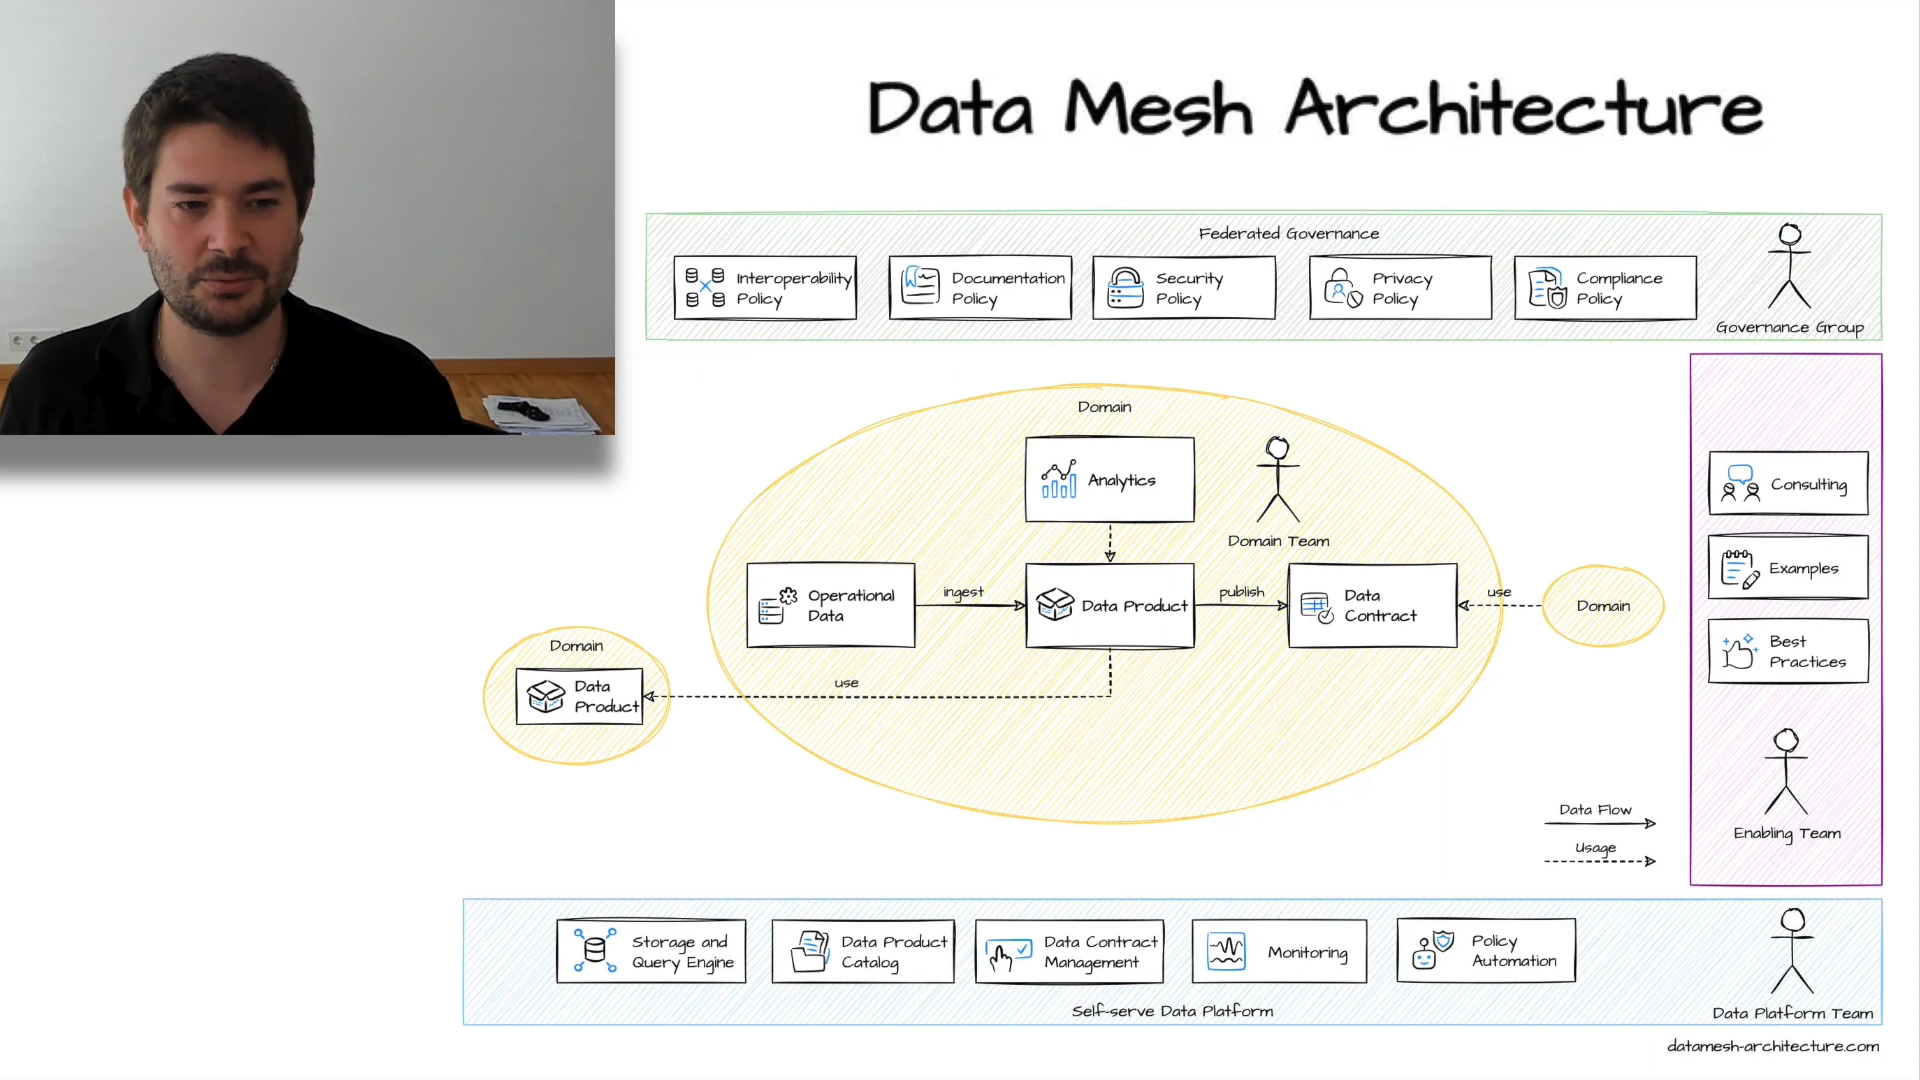 Data Mesh Architecture
Federated Governance
Interoperability
Policy
Documentation
Policy
Security
Policy
Privacy
Policy
Compliance
Policy
Governance Group
Domain
Analytics
Domain Team
Operational
Data
ingest
Data Product
publish
Data
Contract
use
Domain
Domain
Data
Product
use
Consulting
Examples
Best
Practices
Enabling Team
Data Flow
Usage
Storage and
Query Engine
Data Product
Catalog
Data Contract
Management
Monitoring
Policy
Automation
Self-serve Data Platform
Data Platform Team
datamesh-architecture.com